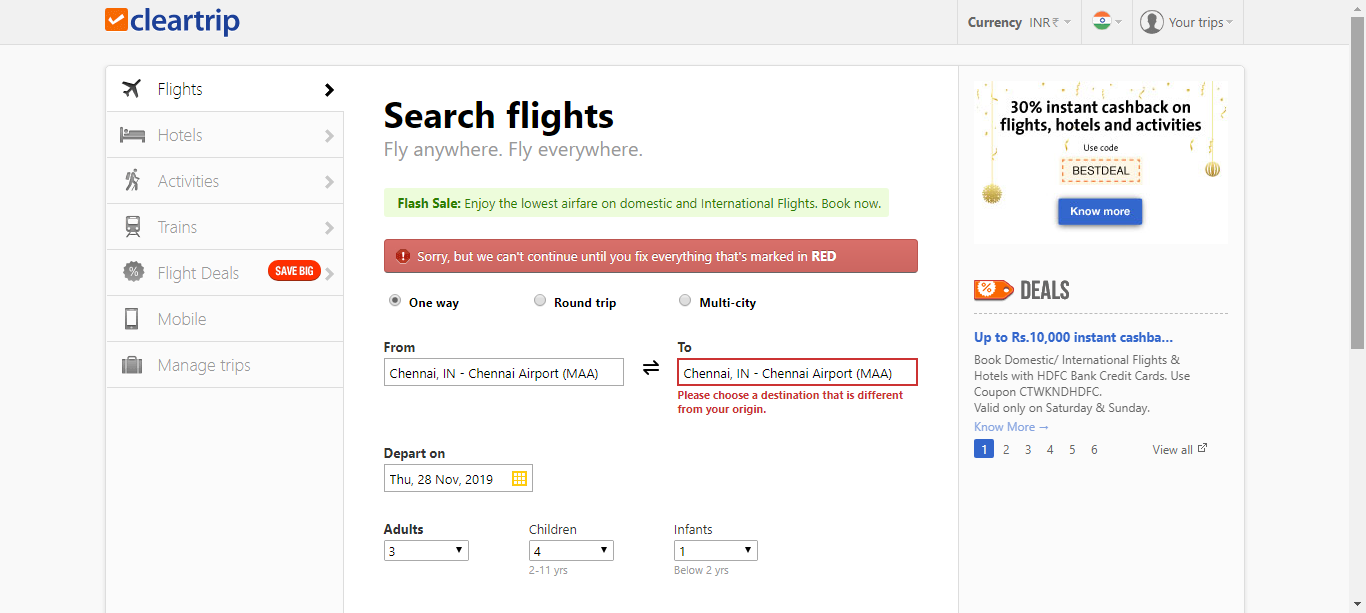 cleartrip
Currency INR ₹
Your trips
Flights
Hotels
Activities
Trains
Flight Deals SAVE BIG
Mobile
Manage trips
Search flights
Fly anywhere. Fly everywhere.
Flash Sale: Enjoy the lowest airfare on domestic and International Flights. Book now.
Sorry, but we can't continue until you fix everything that's marked in RED
One way Round trip Multi-city
From To
Chennai, IN - Chennai Airport (MAA) Chennai, IN - Chennai Airport (MAA)
Please choose a destination that is different
from your origin.
Depart on
Thu, 28 Nov, 2019
Adults Children Infants
3 4 1
2-11 yrs Below 2 yrs
30% instant cashback on
flights, hotels and activities
Use code
BESTDEAL
Know more
% DEALS
Up to Rs.10,000 instant cashba...
Book Domestic/ International Flights &
Hotels with HDFC Bank Credit Cards. Use
Coupon CTWKNDHDFC.
Valid only on Saturday & Sunday.
Know More →
1 2 3 4 5 6 View all